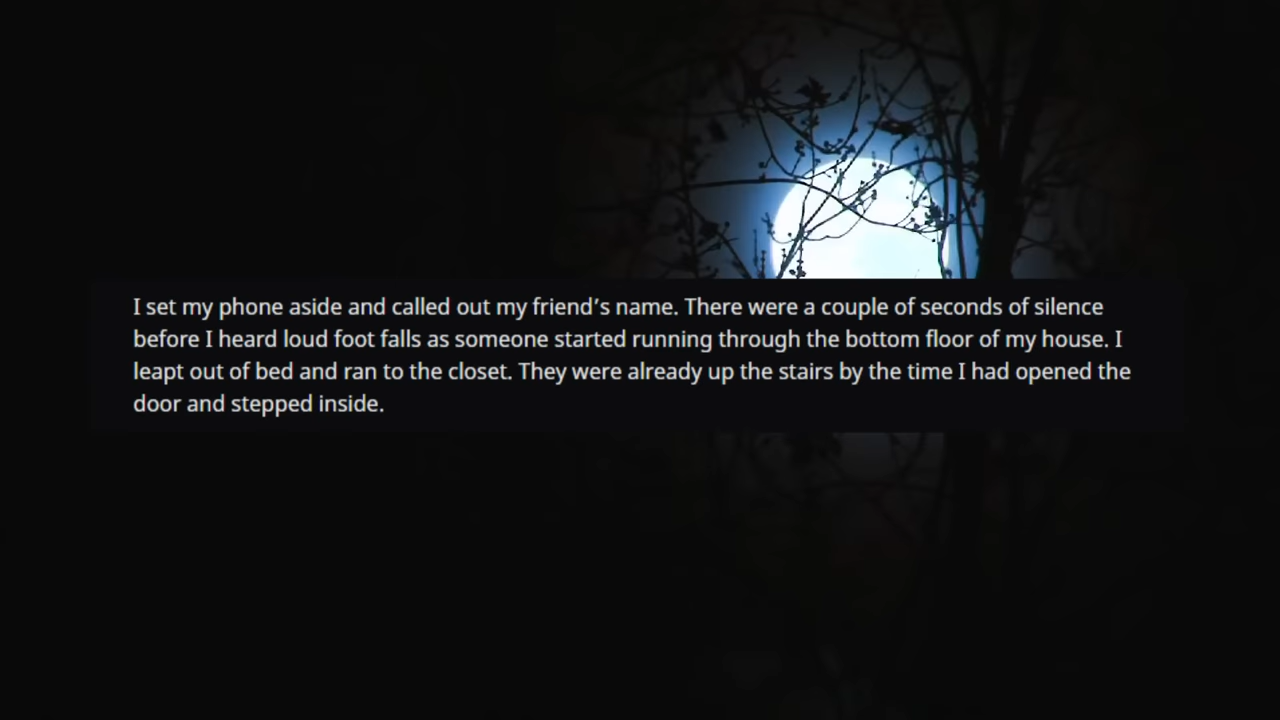 I set my phone aside and called out my friend’s name. There were a couple of seconds of silence
before I heard loud foot falls as someone started running through the bottom floor of my house. I
leapt out of bed and ran to the closet. They were already up the stairs by the time I had opened the
door and stepped inside.